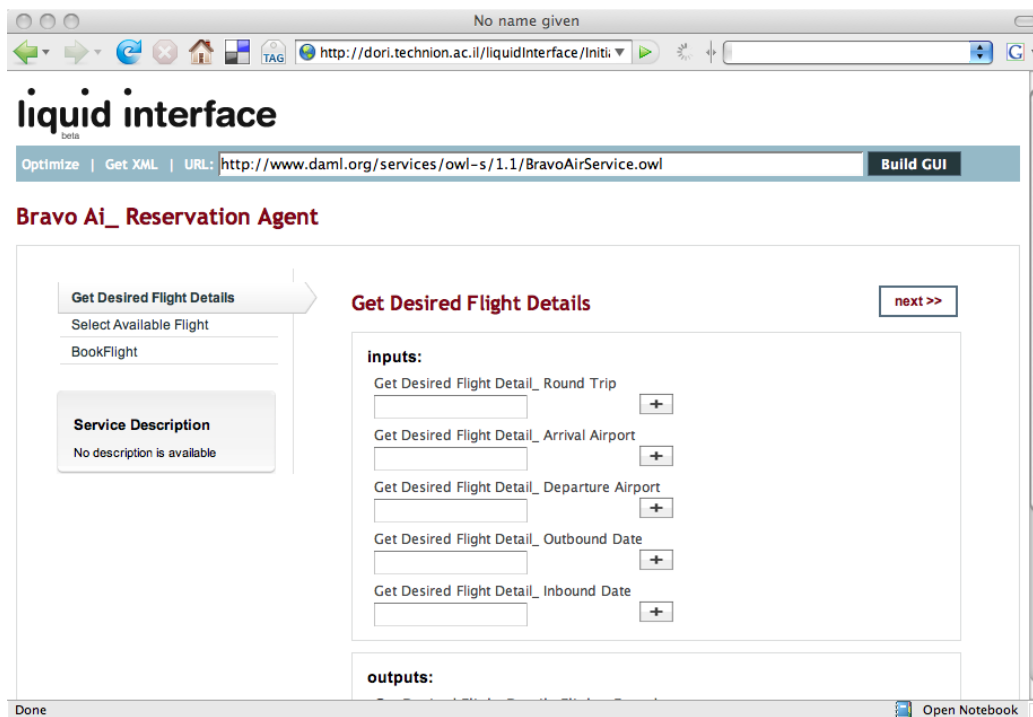 No name given
TAG
http://dori.technion.ac.il/liquidInterface/Initi
G
liquid interface
beta
Optimize | Get XML | URL: http://www.daml.org/services/owl-s/1.1/BravoAirService.owl Build GUI
Bravo Ai_ Reservation Agent
Get Desired Flight Details
Select Available Flight
BookFlight
Service Description
No description is available
Get Desired Flight Details
next >>
inputs:
Get Desired Flight Detail_ Round Trip
+
Get Desired Flight Detail_ Arrival Airport
+
Get Desired Flight Detail_ Departure Airport
+
Get Desired Flight Detail_ Outbound Date
+
Get Desired Flight Detail_ Inbound Date
+
outputs:
Done
Open Notebook